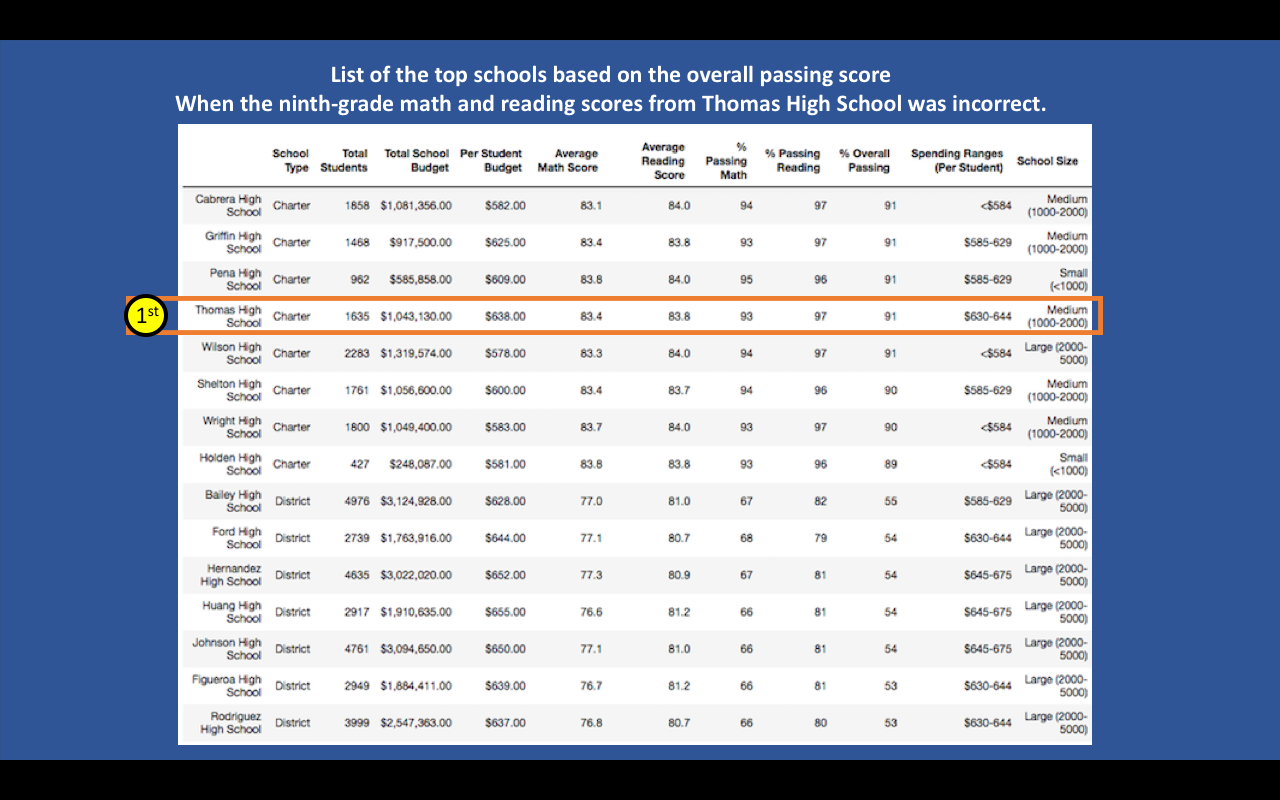 List of the top schools based on the overall passing score
When the ninth-grade math and reading scores from Thomas High School was incorrect.
School Type Total Students Total School Budget Per Student Budget Average Math Score Average Reading Score % Passing Math % Passing Reading % Overall Passing Spending Ranges (Per Student) School Size
Cabrera High School Charter 1858 $1,081,356.00 $582.00 83.1 84.0 94 97 91 <$584 Medium (1000-2000)
Griffin High School Charter 1468 $917,500.00 $625.00 83.4 83.8 93 97 91 $585-629 Medium (1000-2000)
Pena High School Charter 962 $585,858.00 $609.00 83.8 84.0 95 96 91 $585-629 Small (<1000)
1st Thomas High School Charter 1635 $1,043,130.00 $638.00 83.4 83.8 93 97 91 $630-644 Medium (1000-2000)
Wilson High School Charter 2283 $1,319,574.00 $578.00 83.3 84.0 94 97 91 <$584 Large (2000-5000)
Shelton High School Charter 1761 $1,056,600.00 $600.00 83.4 83.7 94 96 90 $585-629 Medium (1000-2000)
Wright High School Charter 1800 $1,049,400.00 $583.00 83.7 84.0 93 97 90 <$584 Medium (1000-2000)
Holden High School Charter 427 $248,087.00 $581.00 83.8 83.8 93 96 89 <$584 Small (<1000)
Bailey High School District 4976 $3,124,928.00 $628.00 77.0 81.0 67 82 55 $585-629 Large (2000-5000)
Ford High School District 2739 $1,763,916.00 $644.00 77.1 80.7 68 79 54 $630-644 Large (2000-5000)
Hernandez High School District 4635 $3,022,020.00 $652.00 77.3 80.9 67 81 54 $645-675 Large (2000-5000)
Huang High School District 2917 $1,910,635.00 $655.00 76.6 81.2 66 81 54 $645-675 Large (2000-5000)
Johnson High School District 4761 $3,094,650.00 $650.00 77.1 81.0 66 81 54 $645-675 Large (2000-5000)
Figueroa High School District 2949 $1,884,411.00 $639.00 76.7 81.2 66 81 53 $630-644 Large (2000-5000)
Rodriguez High School District 3999 $2,547,363.00 $637.00 76.8 80.7 66 80 53 $630-644 Large (2000-5000)